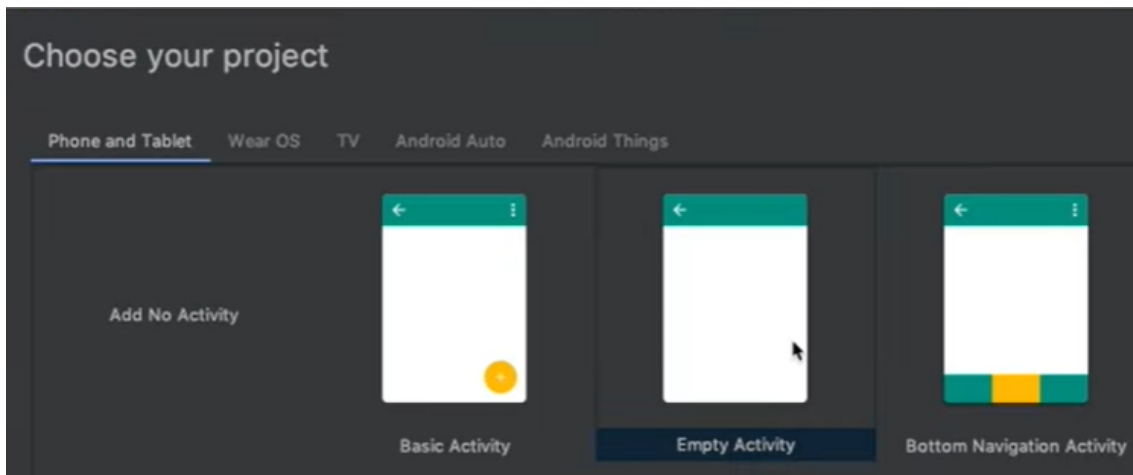 Choose your project
Phone and Tablet Wear OS TV Android Auto Android Things
Add No Activity
Basic Activity Empty Activity Bottom Navigation Activity